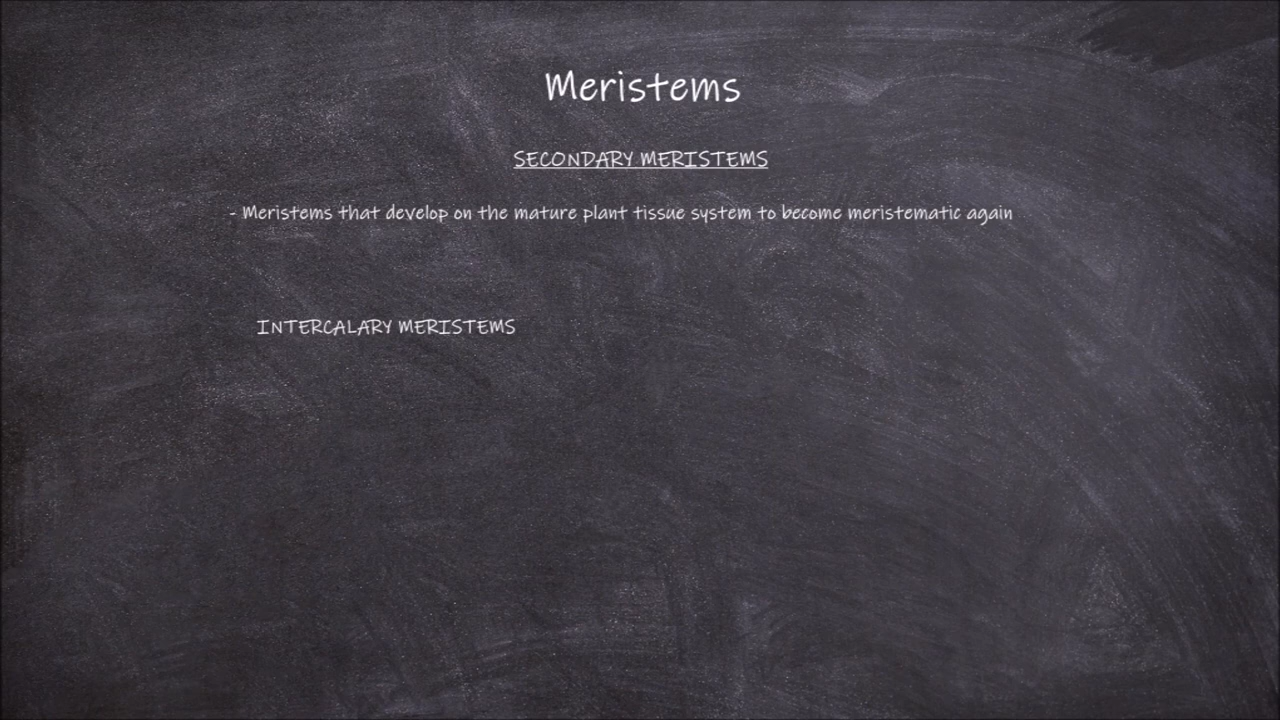 Meristems
SECONDARY MERISTEMS
- Meristems that develop on the mature plant tissue system to become meristematic again
INTERCALARY MERISTEMS